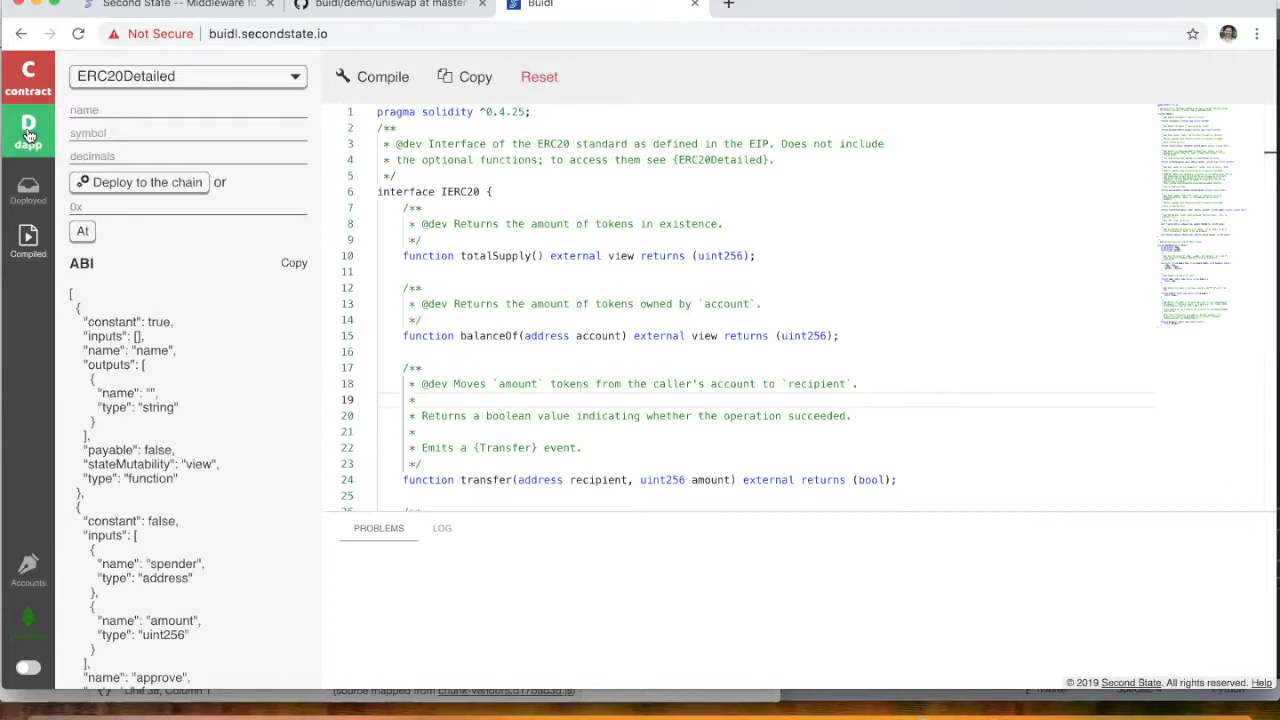 Second State -- Middleware fo
buidl/demo/uniswap at master
Buidl
Not Secure
buidl.secondstate.io
C
contract
D
dapp
Deployed
Compiled
Accounts
ERC20Detailed
name
symbol
decimals
Deploy to the chain or
0x
At
ABI
Copy
[
{
"constant": true,
"inputs": [],
"name": "name",
"outputs": [
{
"name": "",
"type": "string"
}
],
"payable": false,
"stateMutability": "view",
"type": "function"
},
{
"constant": false,
"inputs": [
{
"name": "spender",
"type": "address"
},
{
"name": "amount",
"type": "uint256"
}
],
"name": "approve",
Compile
Copy
Reset
1 pragma solidity ^0.4.25;
2 /**
3 * @dev Interface of the ERC20 standard as defined in the EIP. Does not include
4 * the optional functions; to access them see {ERC20Detailed}.
5 */
6 interface IERC20 {
7 /**
8 * @dev Returns the amount of tokens in existence.
9 */
10 function totalSupply() external view returns (uint256);
11
12 /**
13 * @dev Returns the amount of tokens owned by `account`.
14 */
15 function balanceOf(address account) external view returns (uint256);
16
17 /**
18 * @dev Moves `amount` tokens from the caller's account to `recipient`.
19 *
20 * Returns a boolean value indicating whether the operation succeeded.
21 *
22 * Emits a {Transfer} event.
23 */
24 function transfer(address recipient, uint256 amount) external returns (bool);
25
26 /**
PROBLEMS
LOG
© 2019 Second State. All rights reserved. Help